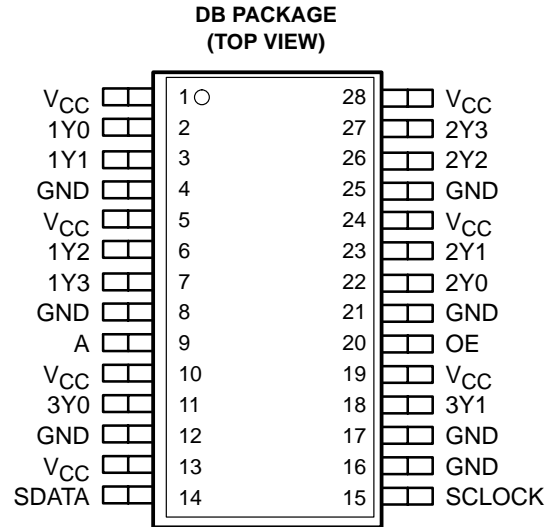 DB PACKAGE
(TOP VIEW)
VCC 1 28 VCC
1Y0 2 27 2Y3
1Y1 3 26 2Y2
GND 4 25 GND
VCC 5 24 VCC
1Y2 6 23 2Y1
1Y3 7 22 2Y0
GND 8 21 GND
A 9 20 OE
VCC 10 19 VCC
3Y0 11 18 3Y1
GND 12 17 GND
VCC 13 16 GND
SDATA 14 15 SCLOCK